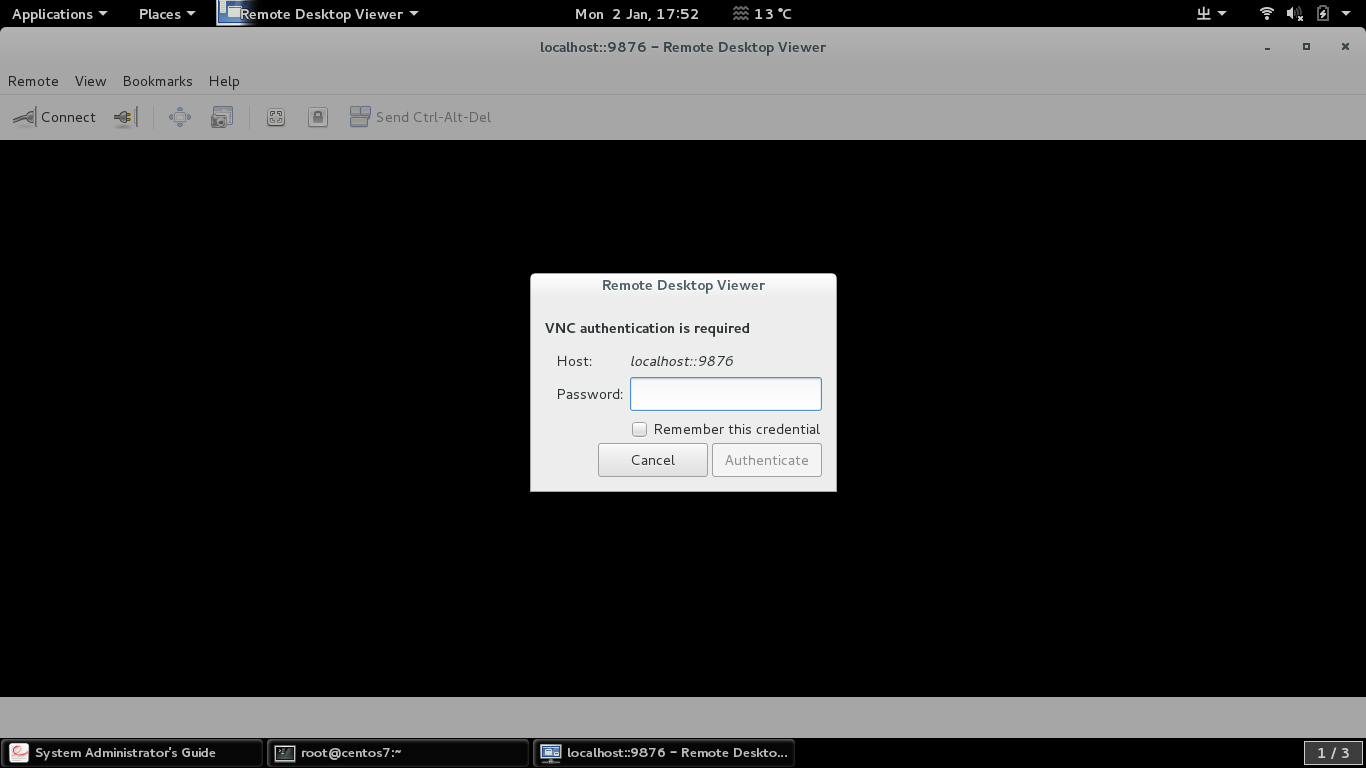 Applications Places Remote Desktop Viewer Mon 2 Jan, 17:52 13 °C
localhost::9876 – Remote Desktop Viewer
Remote View Bookmarks Help
Connect Send Ctrl-Alt-Del
Remote Desktop Viewer
VNC authentication is required
Host: localhost::9876
Password:
Remember this credential
Cancel Authenticate
System Administrator's Guide root@centos7:~ localhost::9876 – Remote Deskto... 1 / 3